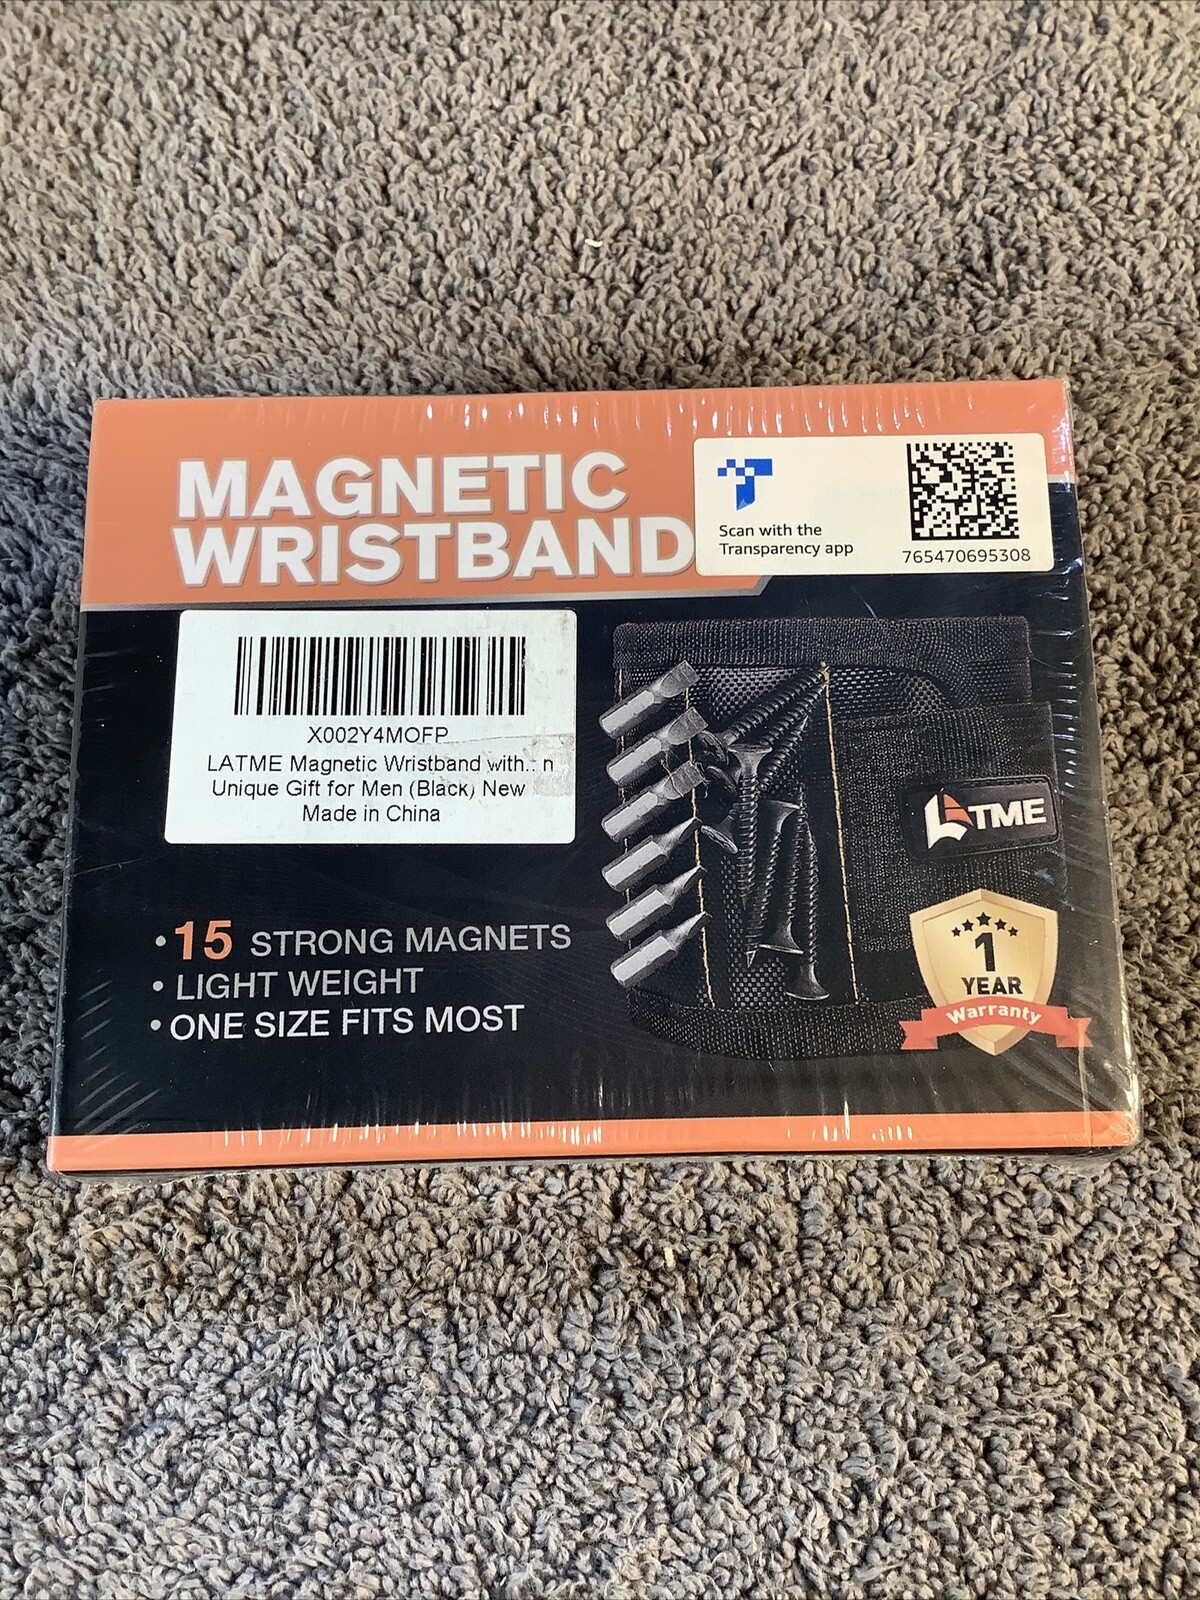 MAGNETIC
WRISTBAND
Scan with the
Transparency app
765470695308
X002Y4MOFP
LATME Magnetic Wristband with... n
Unique Gift for Men (Black) New
Made in China
LATME
• 15 STRONG MAGNETS
• LIGHT WEIGHT
• ONE SIZE FITS MOST
1
YEAR
Warranty